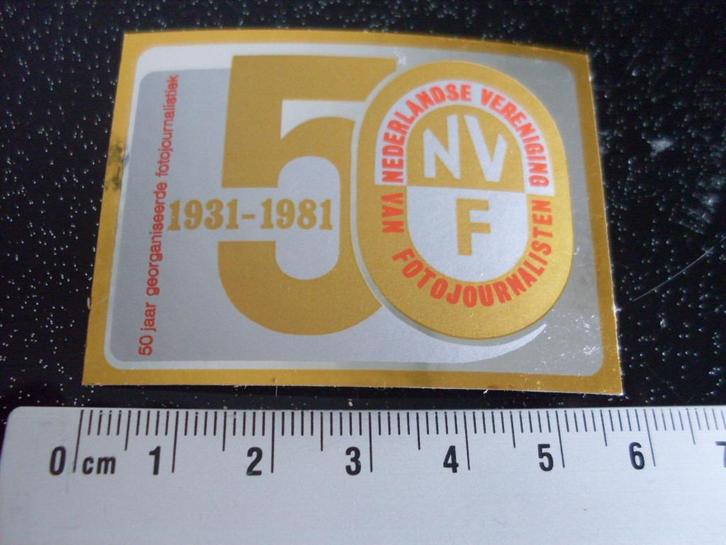 50 jaar georganiseerde fotojournalistiek
50
1931-1981
NEDERLANDSE VERENIGING
VAN FOTOJOURNALISTEN
NV
F
0 cm 1 2 3 4 5 6 7